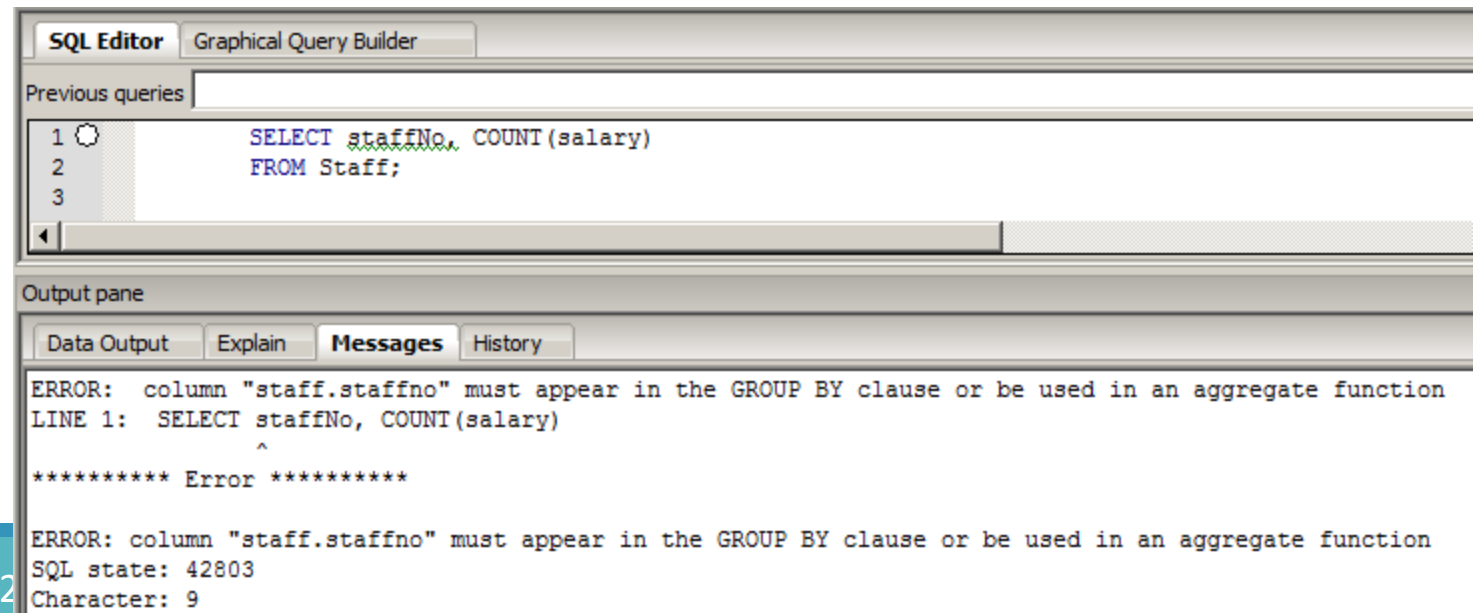 SQL Editor Graphical Query Builder
Previous queries
1 SELECT staffNo, COUNT(salary)
2 FROM Staff;
3
Output pane
Data Output Explain Messages History
ERROR:  column "staff.staffno" must appear in the GROUP BY clause or be used in an aggregate function
LINE 1:  SELECT staffNo, COUNT(salary)
^
********** Error **********
ERROR: column "staff.staffno" must appear in the GROUP BY clause or be used in an aggregate function
SQL state: 42803
2
Character: 9